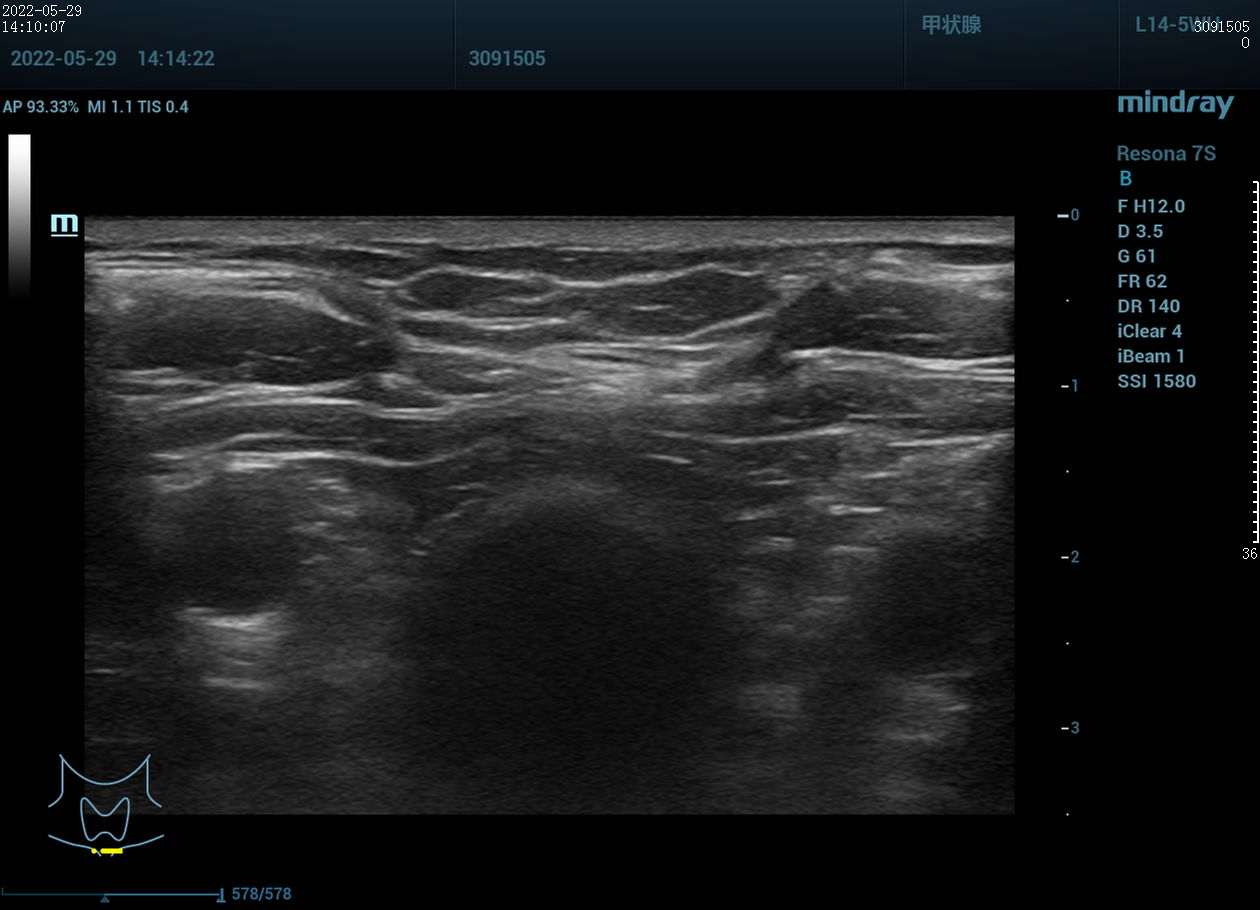 2022-05-29
14:10:07
2022-05-29 14:14:22
3091505
甲状腺
3091505
0
AP 93.33% MI 1.1 TIS 0.4
mindray
Resona 7S
B
F H12.0
D 3.5
G 61
FR 62
DR 140
iClear 4
iBeam 1
SSI 1580
m
0
1
2
3
36
578/578